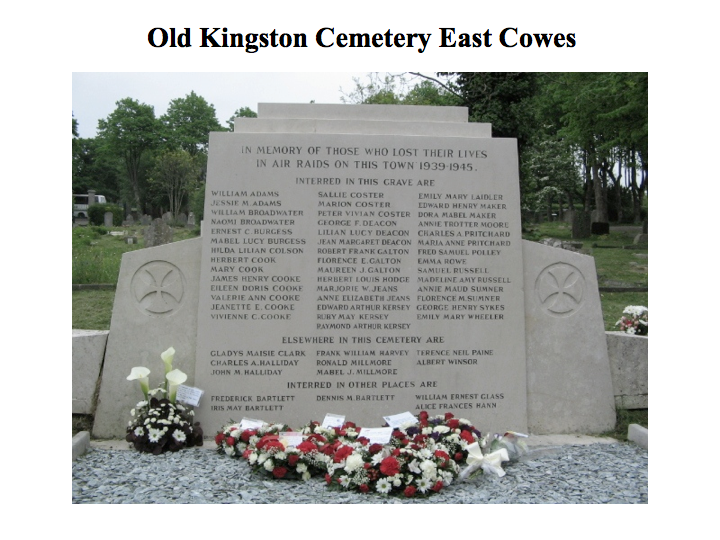 Old Kingston Cemetery East Cowes
IN MEMORY OF THOSE WHO LOST THEIR LIVES
IN AIR RAIDS ON THIS TOWN 1939-1945.
INTERRED IN THIS GRAVE ARE
WILLIAM ADAMS
JESSIE M. ADAMS
WILLIAM BROADWATER
NAOMI BROADWATER
ERNEST C. BURGESS
MABEL LUCY BURGESS
HILDA LILIAN COLSON
HERBERT COOK
MARY COOK
JAMES HENRY COOKE
EILEEN DORIS COOKE
VALERIE ANN COOKE
JEANETTE E. COOKE
VIVIENNE C. COOKE
SALLIE COSTER
MARION COSTER
PETER VIVIAN COSTER
GEORGE F. DEACON
LILIAN LUCY DEACON
JEAN MARGARET DEACON
ROBERT FRANK GALTON
FLORENCE E. GALTON
MAUREEN J. GALTON
HERBERT LOUIS HODGE
MARJORIE W. JEANS
ANNE ELIZABETH JEANS
EDWARD ARTHUR KERSEY
RUBY MAY KERSEY
RAYMOND ARTHUR KERSEY
EMILY MARY LAIDLER
EDWARD HENRY MAKER
DORA MABEL MAKER
ANNIE TROTTER MOORE
CHARLES A PRITCHARD
MARIA ANNE PRITCHARD
FRED SAMUEL POLLEY
EMMA ROWE
SAMUEL RUSSELL
MADELINE AMY RUSSELL
ANNIE MAUD SUMNER
FLORENCE M. SUMNER
GEORGE HENRY SYKES
EMILY MARY WHEELER
ELSEWHERE IN THIS CEMETERY ARE
GLADYS MAISIE CLARK
CHARLES A. HALLIDAY
JOHN M. HALLIDAY
FRANK WILLIAM HARVEY
RONALD MILLMORE
MABEL J. MILLMORE
TERENCE NEIL PAINE
ALBERT WINSOR
INTERRED IN OTHER PLACES ARE
FREDERICK BARTLETT
IRIS MAY BARTLETT
DENNIS M. BARTLETT
WILLIAM ERNEST GLASS
ALICE FRANCES HANN